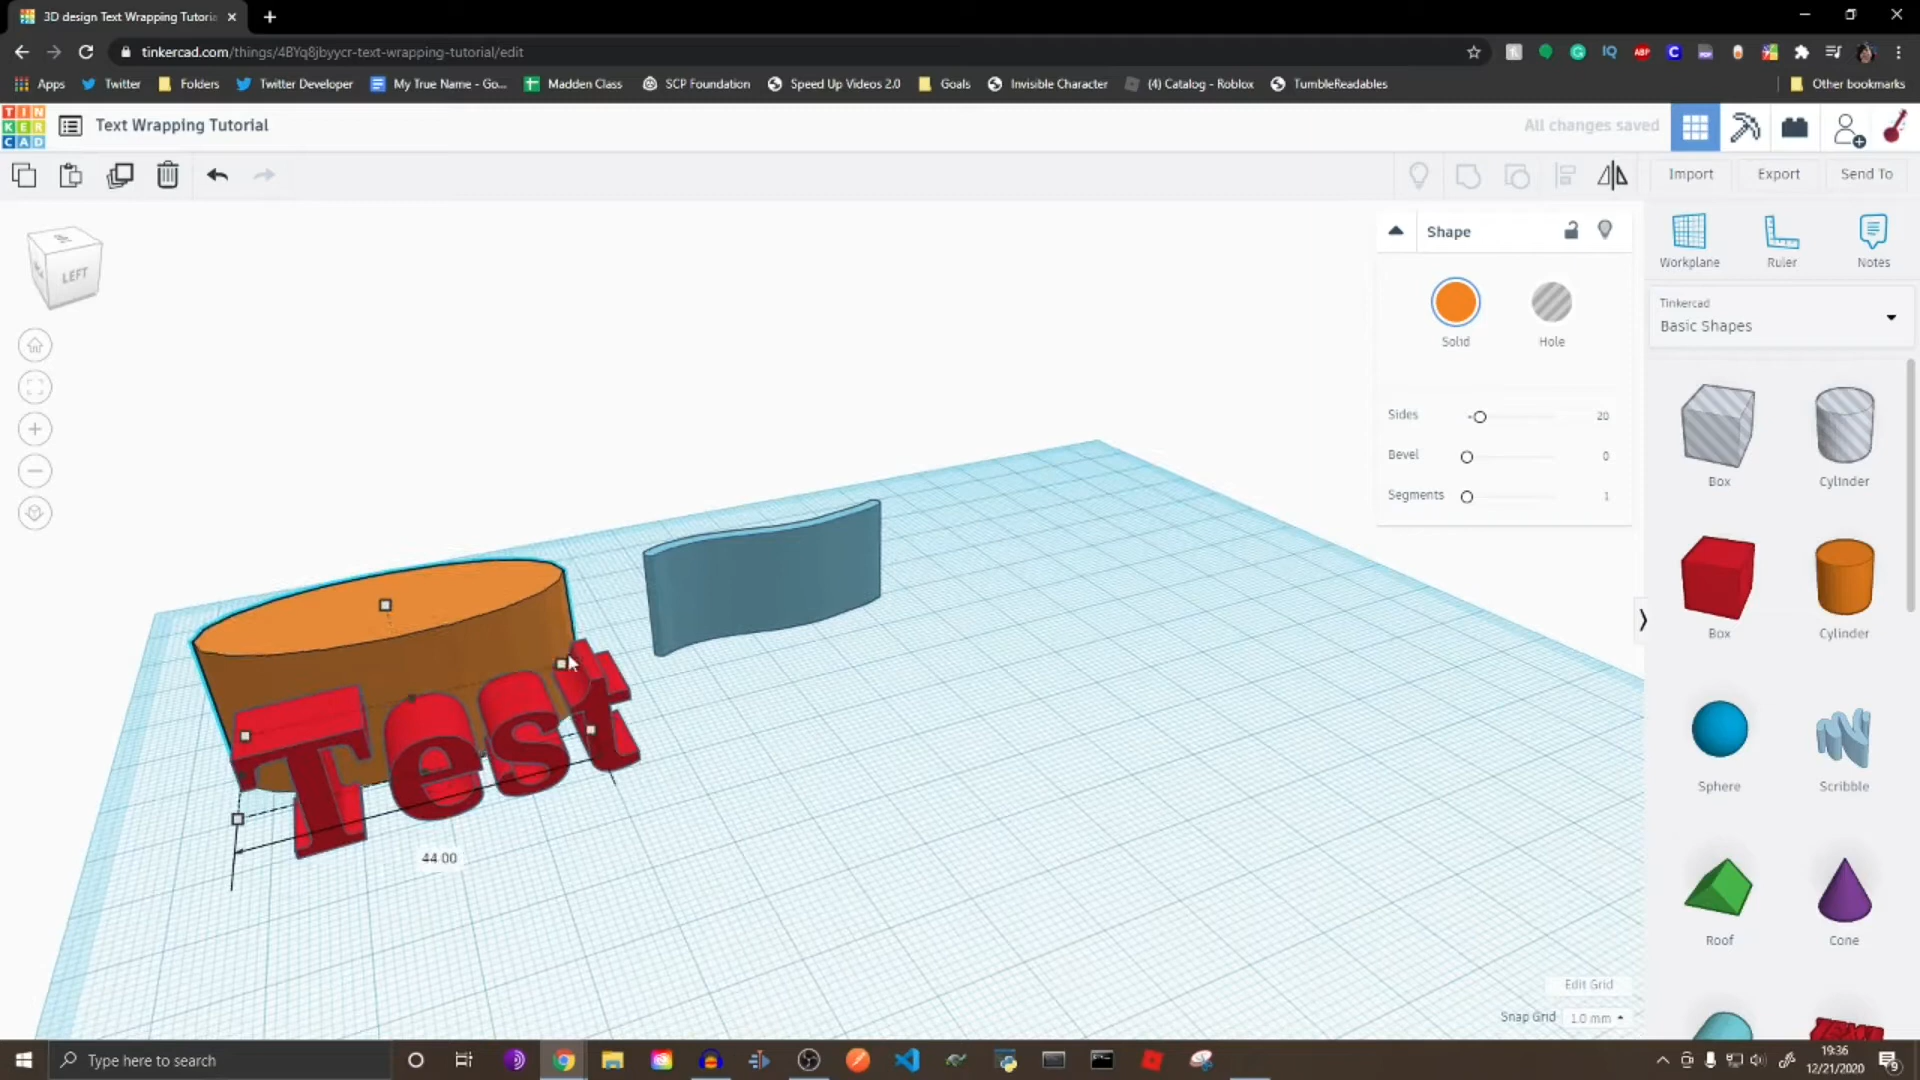 3D design Text Wrapping Tutoria
tinkercad.com/things/4BYq8jbyycr-text-wrapping-tutorial/edit
Apps Twitter Folders Twitter Developer My True Name - Go... Madden Class SCP Foundation Speed Up Videos 2.0 Goals Invisible Character (4) Catalog - Roblox TumbleReadables Other bookmarks
TIN
KER
CAD
Text Wrapping Tutorial
All changes saved
Import Export Send To
LEFT
Shape
Solid Hole
Sides 20
Bevel 0
Segments 1
Workplane Ruler Notes
Tinkercad
Basic Shapes
Box Cylinder
Box Cylinder
Sphere Scribble
Roof Cone
TEXT
Test
44.00
Edit Grid
Snap Grid 1.0 mm
Type here to search
19:36
12/21/2020